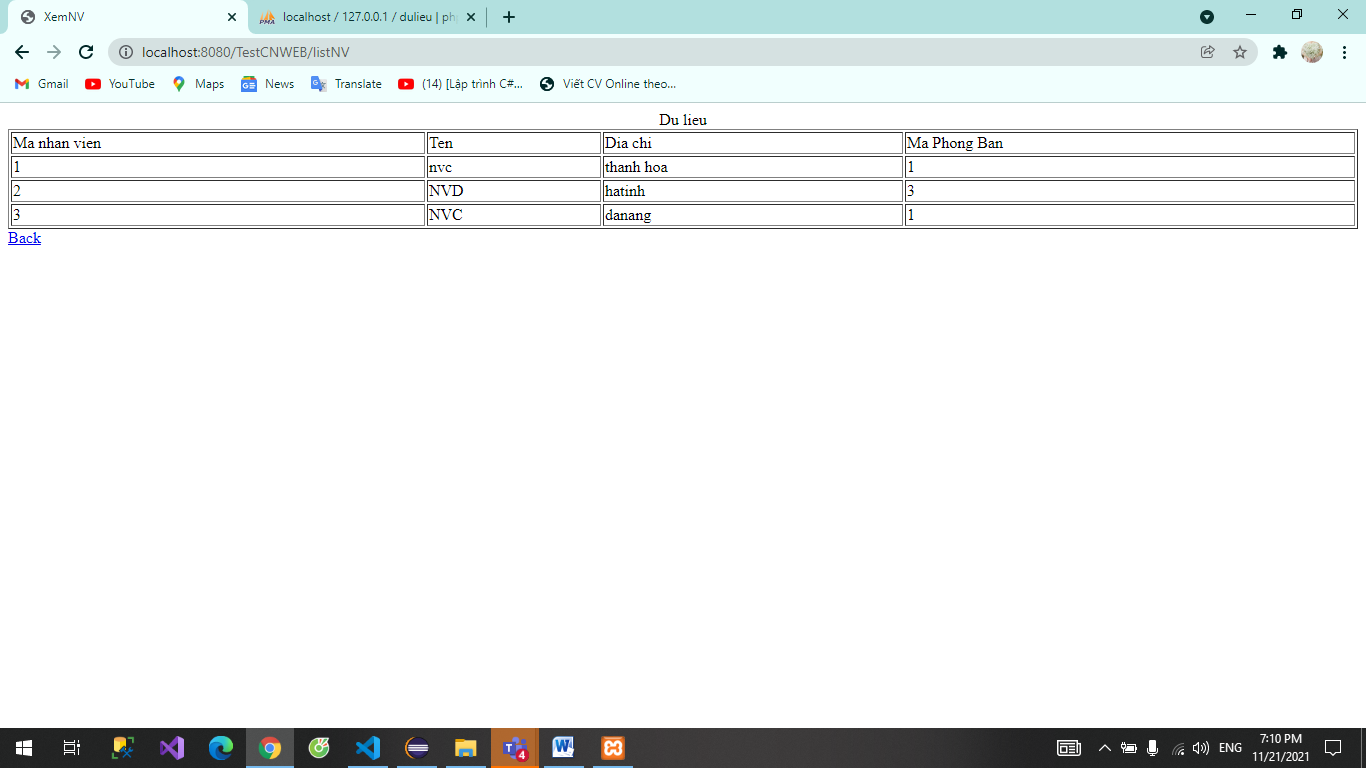 XemNV
localhost / 127.0.0.1 / dulieu | ph
localhost:8080/TestCNWEB/listNV
Gmail YouTube Maps News Translate (14) [Lập trình C#... Viết CV Online theo...
Du lieu
Ma nhan vien Ten Dia chi Ma Phong Ban
1 nvc thanh hoa 1
2 NVD hatinh 3
3 NVC danang 1
Back
4
ENG
7:10 PM
11/21/2021